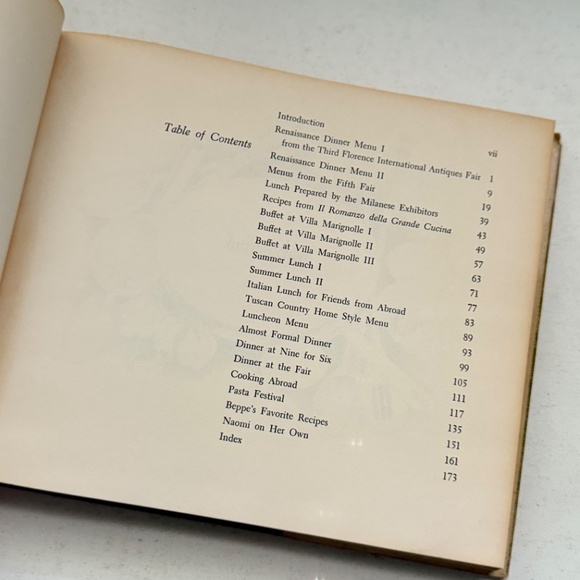 Table of Contents
Introduction vii
Renaissance Dinner Menu I
from the Third Florence International Antiques Fair 1
Renaissance Dinner Menu II 9
Menus from the Fifth Fair 19
Lunch Prepared by the Milanese Exhibitors 39
Recipes from Il Romanzo della Grande Cucina 43
Buffet at Villa Marignolle I 49
Buffet at Villa Marignolle II 57
Buffet at Villa Marignolle III 63
Summer Lunch I 71
Summer Lunch II 77
Italian Lunch for Friends from Abroad 83
Tuscan Country Home Style Menu 89
Luncheon Menu 93
Almost Formal Dinner 99
Dinner at Nine for Six 105
Dinner at the Fair 111
Cooking Abroad 117
Pasta Festival 135
Beppe's Favorite Recipes 151
Naomi on Her Own 161
Index 173